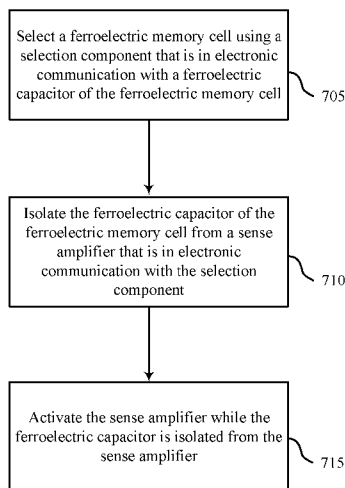 Select a ferroelectric memory cell using a
selection component that is in electronic
communication with a ferroelectric
capacitor of the ferroelectric memory cell
705
Isolate the ferroelectric capacitor of the
ferroelectric memory cell from a sense
amplifier that is in electronic
communication with the selection
component
710
Activate the sense amplifier while the
ferroelectric capacitor is isolated from the
sense amplifier
715